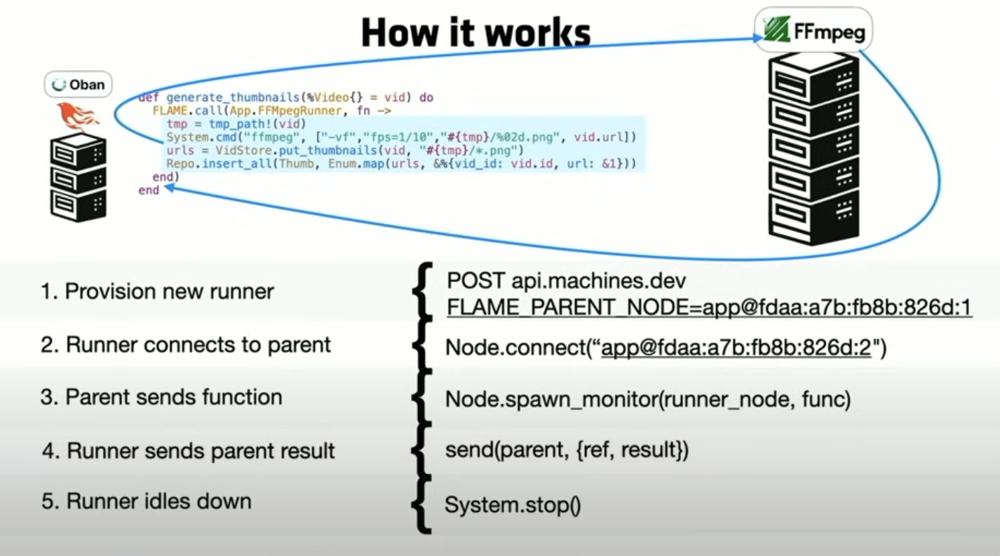 How it works
FFmpeg
Oban
def generate_thumbnails(%Video{} = vid) do
  FLAME.call(App.FFMpegRunner, fn ->
    tmp = tmp_path!(vid)
    System.cmd("ffmpeg", ["-vf","fps=1/10","#{tmp}/%02d.png", vid.url])
    urls = VidStore.put_thumbnails(vid, "#{tmp}/*.png")
    Repo.insert_all(Thumb, Enum.map(urls, &%{vid_id: vid.id, url: &1}))
  end)
end
1. Provision new runner
POST api.machines.dev
FLAME_PARENT_NODE=app@fdaa:a7b:fb8b:826d:1
2. Runner connects to parent
Node.connect(“app@fdaa:a7b:fb8b:826d:2")
3. Parent sends function
Node.spawn_monitor(runner_node, func)
4. Runner sends parent result
send(parent, {ref, result})
5. Runner idles down
System.stop()